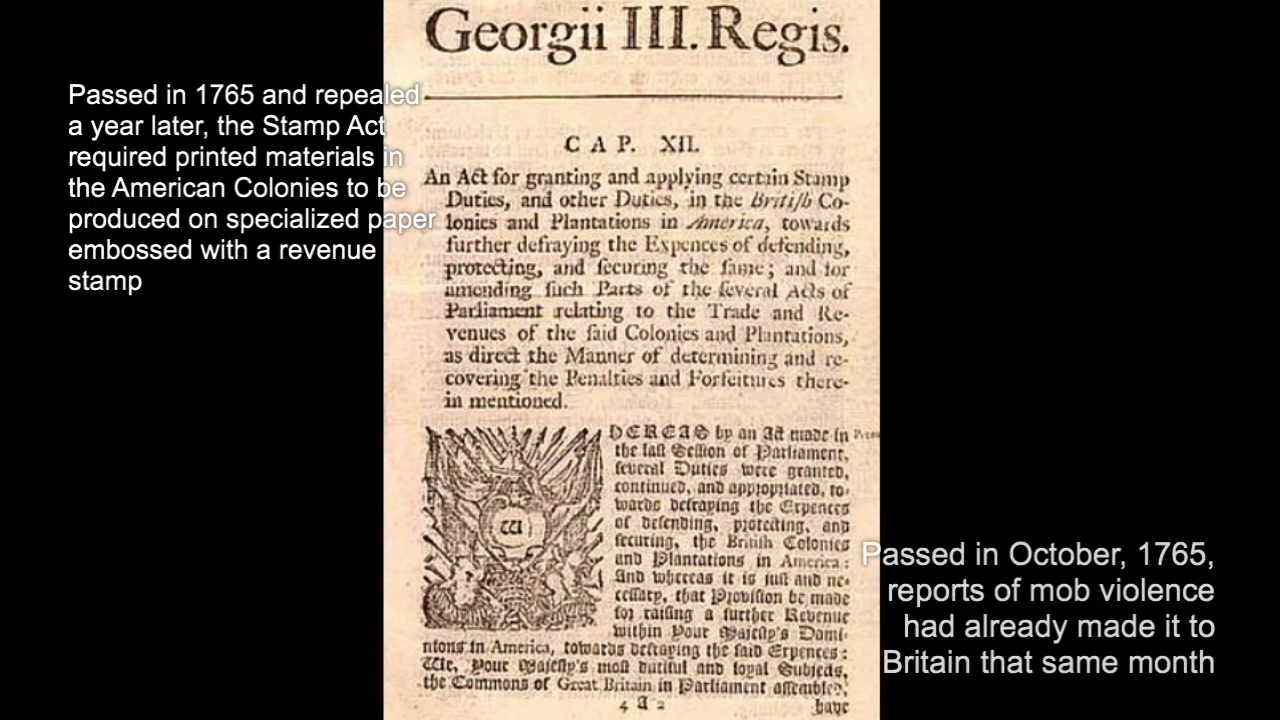 Passed in 1765 and repealed
a year later, the Stamp Act
required printed materials in
the American Colonies to be
produced on specialized paper
embossed with a revenue
stamp
Georgii III. Regis.
CAP. XII.
An Act for granting and applying certain Stamp
Duties, and other Duties, in the Britiſh Co-
lonies and Plantations in America, towards
further defraying the Expences of defending,
protecting, and ſecuring the ſame; and for
amending ſuch Parts of the ſeveral Acts of
Parliament relating to the Trade and Re-
venues of the ſaid Colonies and Plantations,
as direct the Manner of determining and re-
covering the Penalties and Forfeitures there-
in mentioned.
W
HEREAS by an Act made in
the laſt Seſſion of Parliament,
ſeveral Duties were granted,
continued, and appropriated, to-
wards defraying the Expences
of defending, protecting, and
ſecuring, the Britiſh Colonies
and Plantations in America:
And whereas it is juſt and ne-
ceſſary, that Proviſion be made
for raiſing a further Revenue
within Your Majeſty's Domi-
nions in America, towards defraying the ſaid Expences:
We, Your Majeſty's moſt dutiful and loyal Subjects,
the Commons of Great Britain in Parliament aſſembled,
4 A 2
have
Passed in October, 1765,
reports of mob violence
had already made it to
Britain that same month